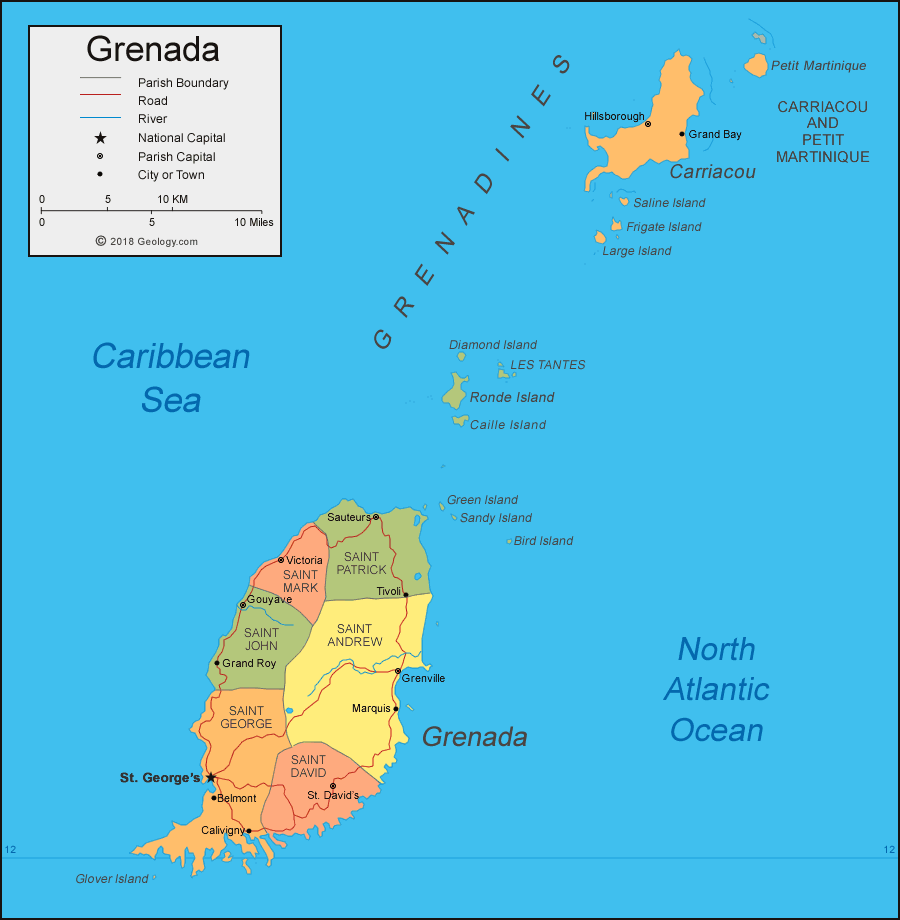 Grenada
Parish Boundary
Road
River
National Capital
Parish Capital
City or Town
0 5 10 KM
0 5 10 Miles
© 2018 Geology.com
GRENADINES
Petit Martinique
CARRIACOU
AND
PETIT
MARTINIQUE
Hillsborough
Grand Bay
Carriacou
Saline Island
Frigate Island
Large Island
Caribbean
Sea
Diamond Island
LES TANTES
Ronde Island
Caille Island
Green Island
Sandy Island
Bird Island
Sauteurs
Victoria
SAINT
MARK
SAINT
PATRICK
Tivoli
Gouyave
SAINT
JOHN
SAINT
ANDREW
Grand Roy
Grenville
Marquis
SAINT
GEORGE
Grenada
North
Atlantic
Ocean
SAINT
DAVID
St. George's
St. David's
Belmont
Calivigny
12
12
Glover Island